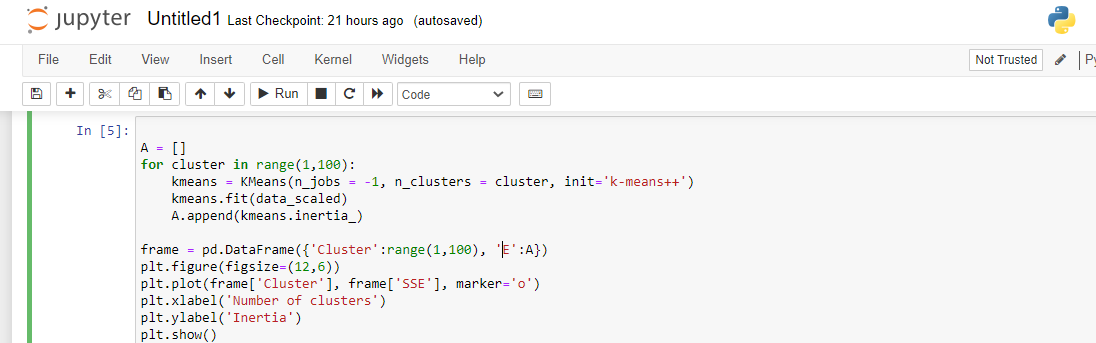 jupyter Untitled1 Last Checkpoint: 21 hours ago (autosaved)
File Edit View Insert Cell Kernel Widgets Help Not Trusted Py
Run Code
In [5]:
A = []
for cluster in range(1,100):
    kmeans = KMeans(n_jobs = -1, n_clusters = cluster, init='k-means++')
    kmeans.fit(data_scaled)
    A.append(kmeans.inertia_)
frame = pd.DataFrame({'Cluster':range(1,100), 'E':A})
plt.figure(figsize=(12,6))
plt.plot(frame['Cluster'], frame['SSE'], marker='o')
plt.xlabel('Number of clusters')
plt.ylabel('Inertia')
plt.show()